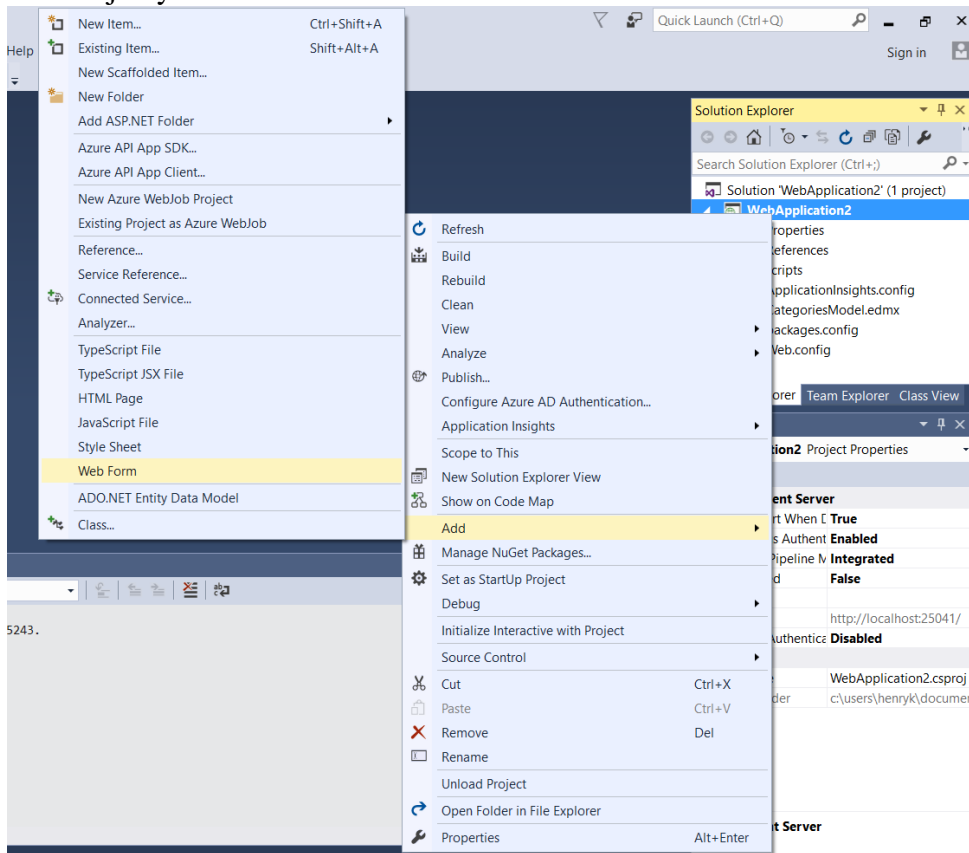 New Item... Ctrl+Shift+A
Existing Item... Shift+Alt+A
New Scaffolded Item...
New Folder
Add ASP.NET Folder
Azure API App SDK...
Azure API App Client...
New Azure WebJob Project
Existing Project as Azure WebJob
Reference...
Service Reference...
Connected Service...
Analyzer...
TypeScript File
TypeScript JSX File
HTML Page
JavaScript File
Style Sheet
Web Form
ADO.NET Entity Data Model
Class...
Help
5243.
Refresh
Build
Rebuild
Clean
View
Analyze
Publish...
Configure Azure AD Authentication...
Application Insights
Scope to This
New Solution Explorer View
Show on Code Map
Add
Manage NuGet Packages...
Set as StartUp Project
Debug
Initialize Interactive with Project
Source Control
Cut Ctrl+X
Paste Ctrl+V
Remove Del
Rename
Unload Project
Open Folder in File Explorer
Properties Alt+Enter
Quick Launch (Ctrl+Q)
Sign in
Solution Explorer
Search Solution Explorer (Ctrl+;)
Solution 'WebApplication2' (1 project)
WebApplication2
roperties
eferences
cripts
pplicationInsights.config
ategoriesModel.edmx
ackages.config
Veb.config
orer Team Explorer Class View
tion2 Project Properties
ent Server
rt When D True
s Authent Enabled
Pipeline M Integrated
d False
http://localhost:25041/
Authentica Disabled
WebApplication2.csproj
der c:\users\henryk\docume
t Server